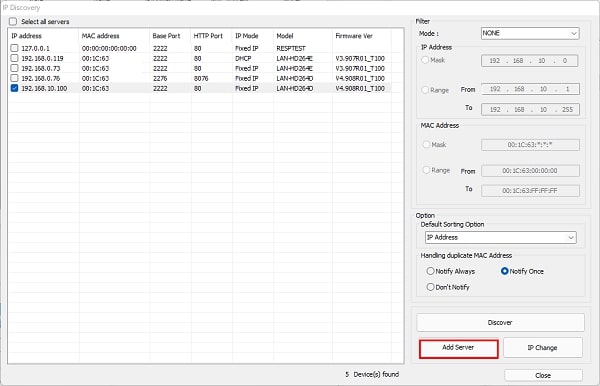 IP Discovery
Select all servers
IP address MAC address Base Port HTTP Port IP Mode Model Firmware Ver
127.0.0.1 00:00:00:00:00:00 2222 80 Fixed IP RESPTEST
192.168.0.119 00:1C:63 2222 80 DHCP LAN-HD264E V3.907R01_T100
192.168.0.73 00:1C:63 2222 80 Fixed IP LAN-HD264E V3.908R01_T100
192.168.0.76 00:1C:63 2276 8076 Fixed IP LAN-HD264D V4.908R01_T100
192.168.10.100 00:1C:63 2222 80 Fixed IP LAN-HD264D V4.908R01_T100
5 Device(s) found
Filter
Mode : NONE
IP Address
Mask 192 . 168 . 10 . 0
Range From 192 . 168 . 10 . 1
To 192 . 168 . 10 . 255
MAC Address
Mask 00:1C:63:*:*:*
Range From 00:1C:63:00:00:00
To 00:1C:63:FF:FF:FF
Option
Default Sorting Option
IP Address
Handling duplicate MAC Address
Notify Always Notify Once
Don't Notify
Discover
Add Server IP Change
Close